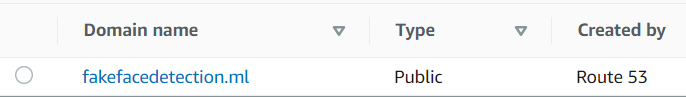 Domain name Type Created by
fakefacedetection.ml Public Route 53